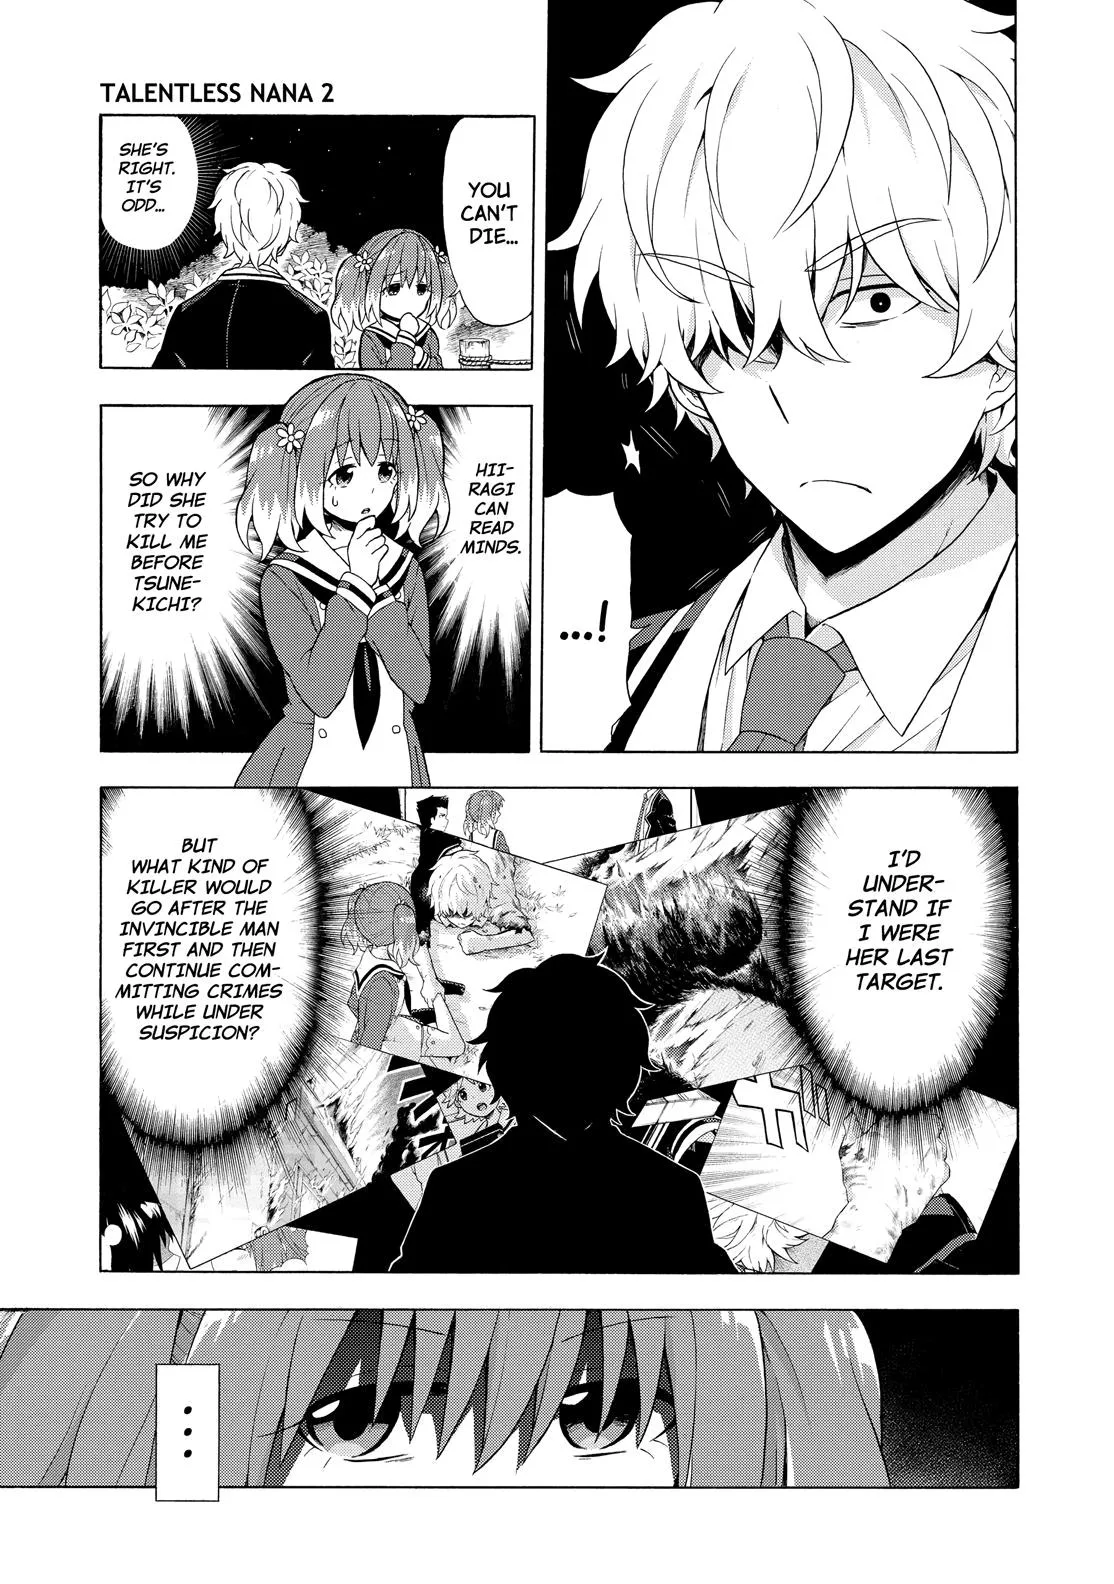 TALENTLESS NANA 2
...!
YOU
CAN'T
DIE...
SHE'S
RIGHT.
IT'S
ODD...
HII-
RAGI CAN
READ
MINDS.
SO WHY
DID SHE
TRY TO
KILL ME
BEFORE
TSUNE-
KICHI?
I'D
UNDER-
STAND IF
I WERE
HER LAST
TARGET.
BUT
WHAT KIND OF
KILLER WOULD
GO AFTER THE
INVINCIBLE MAN
FIRST AND THEN
CONTINUE COM-
MITTING CRIMES
WHILE UNDER
SUSPICION?
...